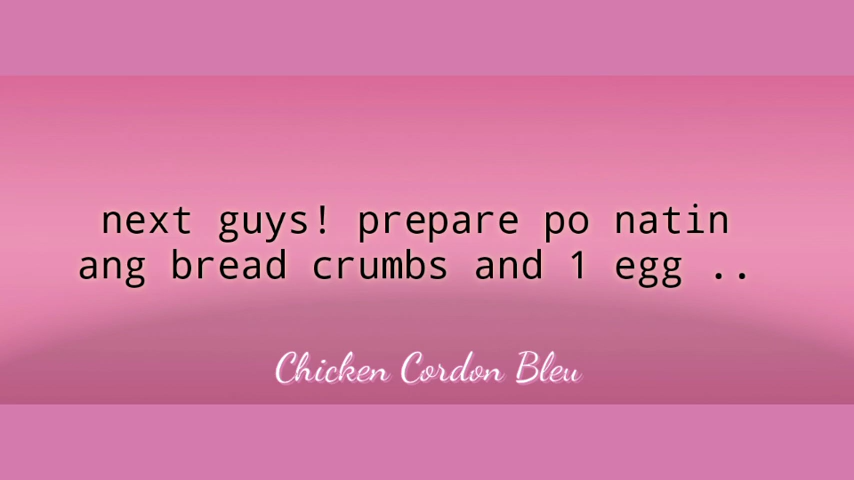 next guys! prepare po natin
ang bread crumbs and 1 egg ..
Chicken Cordon Bleu